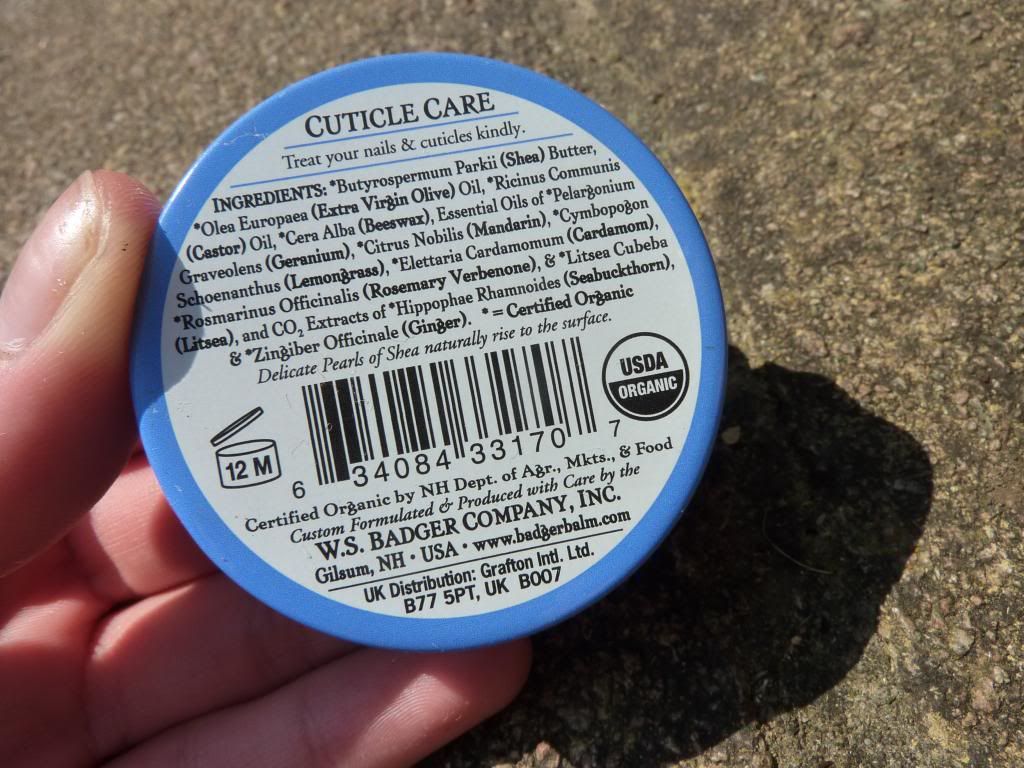 CUTICLE CARE
Treat your nails & cuticles kindly.
INGREDIENTS: *Butyrospermum Parkii (Shea) Butter,
*Olea Europaea (Extra Virgin Olive) Oil, *Ricinus Communis
(Castor) Oil, *Cera Alba (Beeswax), Essential Oils of *Pelargonium
Graveolens (Geranium), *Citrus Nobilis (Mandarin), *Cymbopogon
Schoenanthus (Lemongrass), *Elettaria Cardamomum (Cardamom),
*Rosmarinus Officinalis (Rosemary Verbenone), & *Litsea Cubeba
(Litsea), and CO₂ Extracts of *Hippophae Rhamnoides (Seabuckthorn),
& *Zingiber Officinale (Ginger). * = Certified Organic
Delicate Pearls of Shea naturally rise to the surface.
USDA
ORGANIC
12 M
6 34084 33170 7
Certified Organic by NH Dept. of Agr., Mkts., & Food
Custom Formulated & Produced with Care by the
W.S. BADGER COMPANY, INC.
Gilsum, NH · USA · www.badgerbalm.com
UK Distribution: Grafton Intl. Ltd.
B77 5PT, UK B007